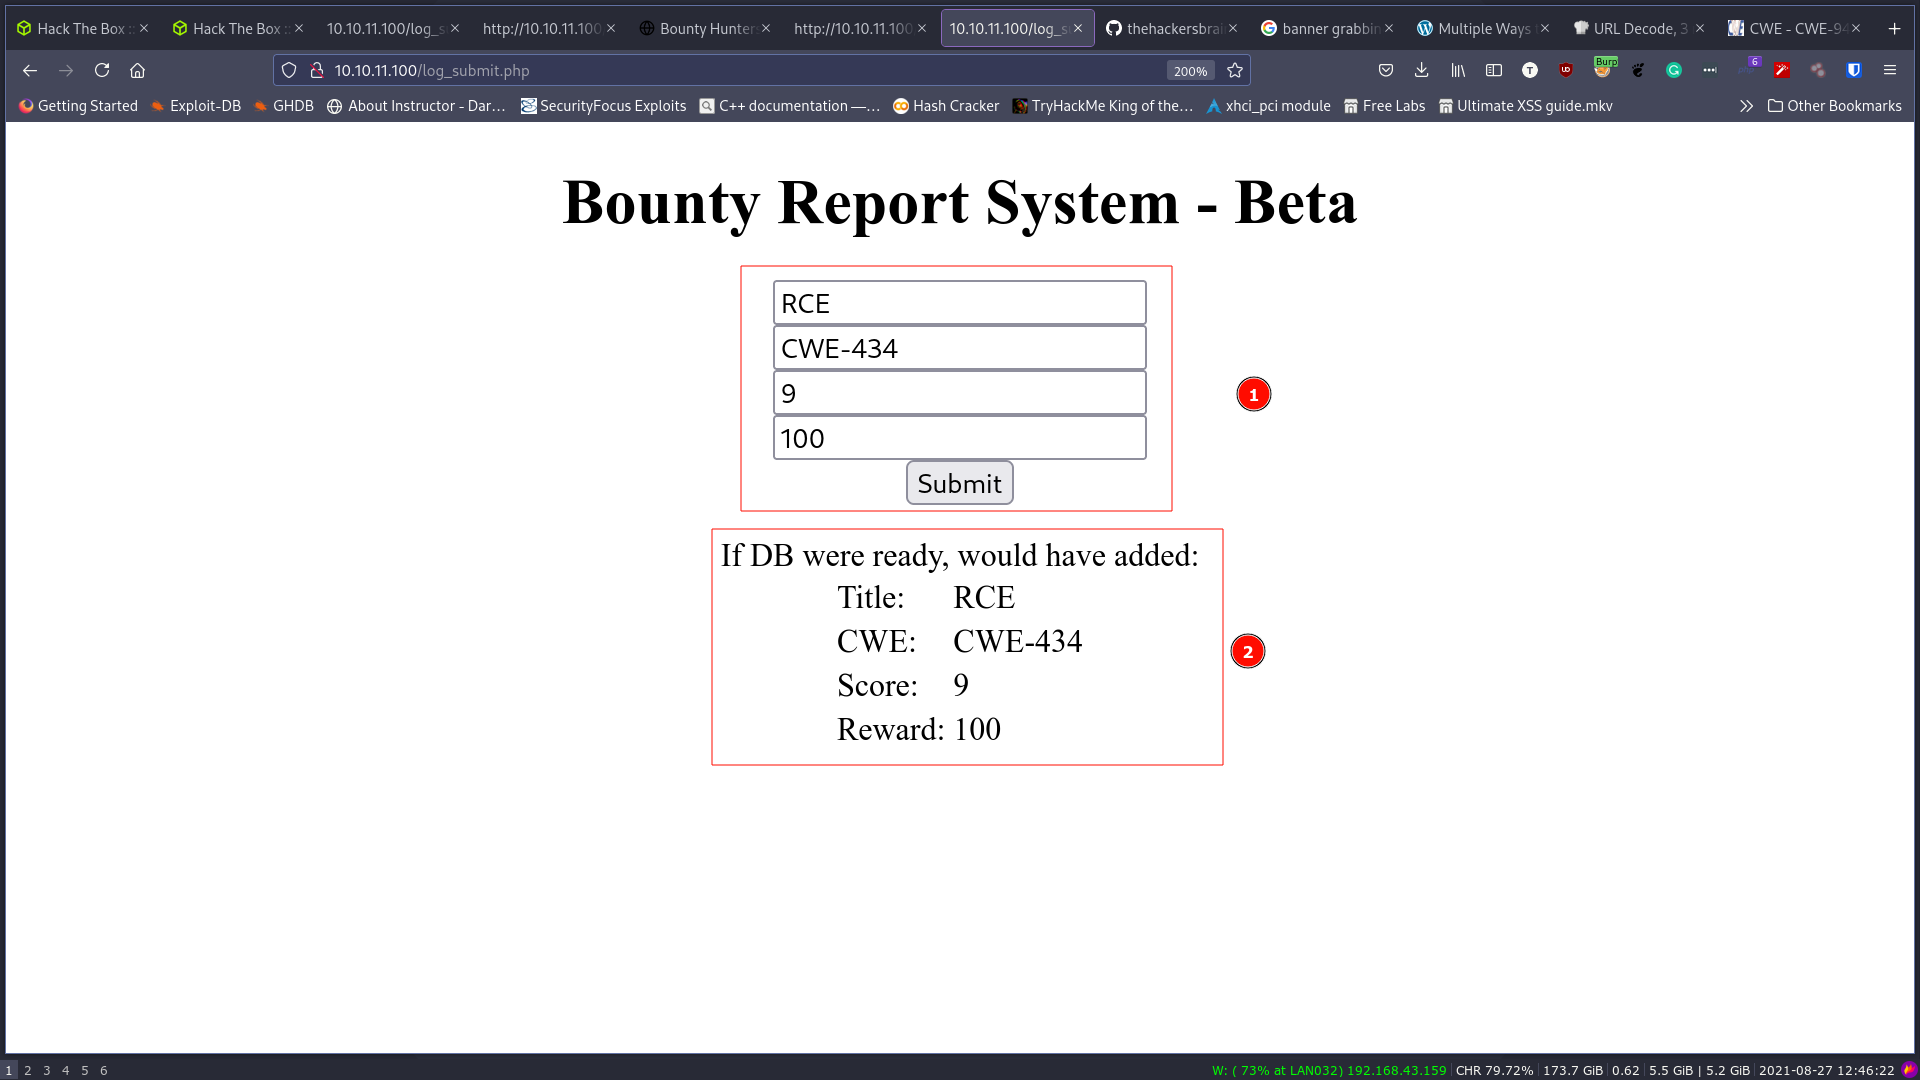 Hack The Box ::
Hack The Box ::
10.10.11.100/log_s
http://10.10.11.100
Bounty Hunters
http://10.10.11.100
10.10.11.100/log_s
thehackersbrai
banner grabbin
Multiple Ways
URL Decode, 3
CWE - CWE-94
10.10.11.100/log_submit.php
200%
Burp
6
Getting Started
Exploit-DB
GHDB
About Instructor - Dar...
SecurityFocus Exploits
C++ documentation —...
Hash Cracker
TryHackMe King of the...
xhci_pci module
Free Labs
Ultimate XSS guide.mkv
Other Bookmarks
Bounty Report System - Beta
RCE
CWE-434
9
100
Submit
1
If DB were ready, would have added:
Title: RCE
CWE: CWE-434
Score: 9
Reward: 100
2
1 2 3 4 5 6
W: ( 73% at LAN032) 192.168.43.159 CHR 79.72% 173.7 GiB 0.62 5.5 GiB | 5.2 GiB 2021-08-27 12:46:22